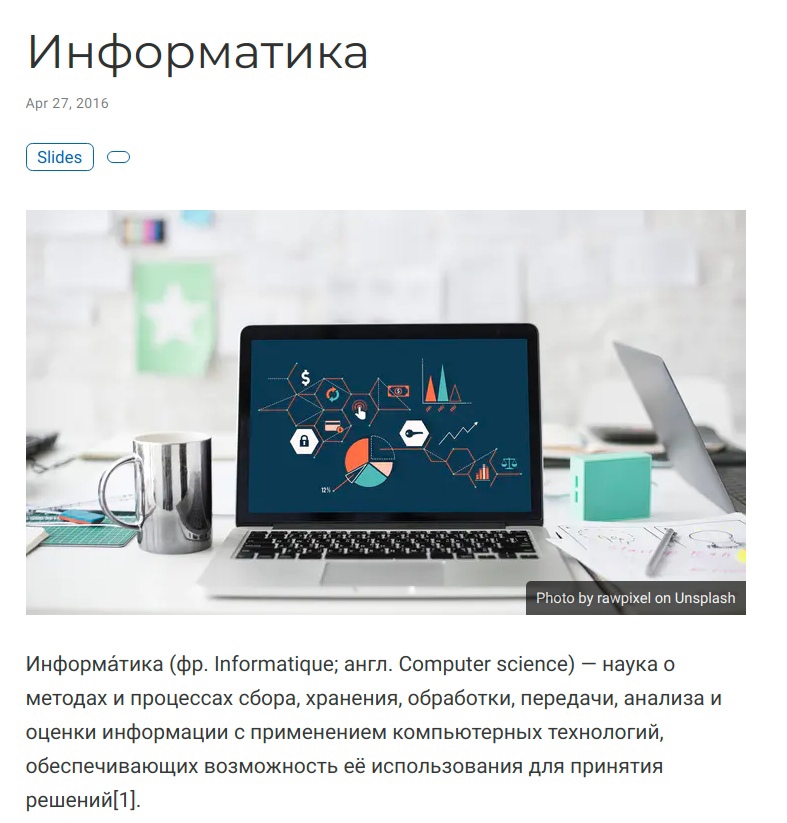 Информатика
Apr 27, 2016
Slides
$
12%
Photo by rawpixel on Unsplash
Информа́тика (фр. Informatique; англ. Computer science) — наука о
методах и процессах сбора, хранения, обработки, передачи, анализа и
оценки информации с применением компьютерных технологий,
обеспечивающих возможность её использования для принятия
решений[1].